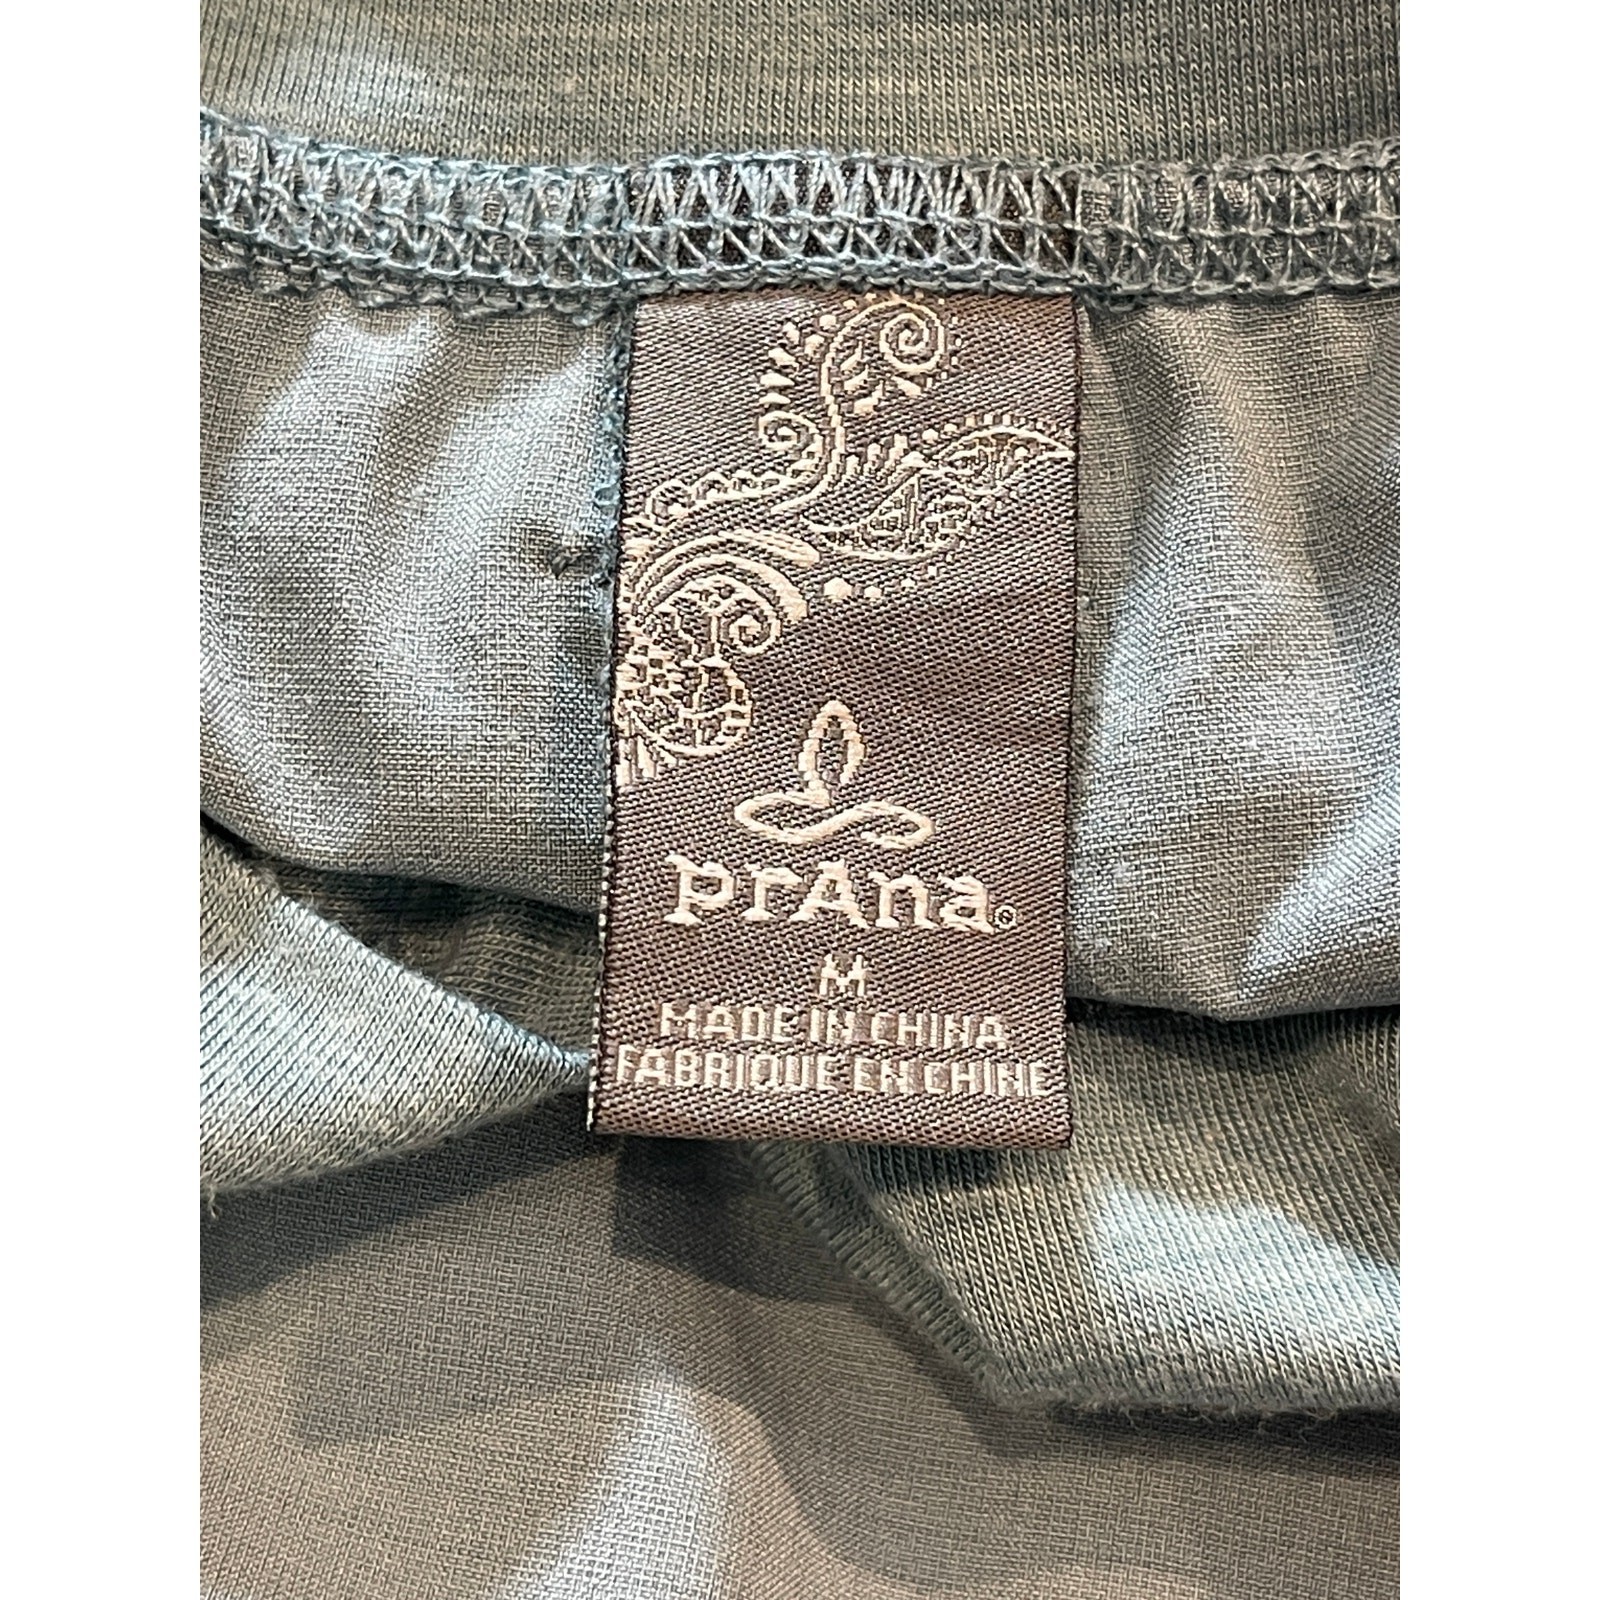 prAna®
M
MADE IN CHINA
FABRIQUE EN CHINE